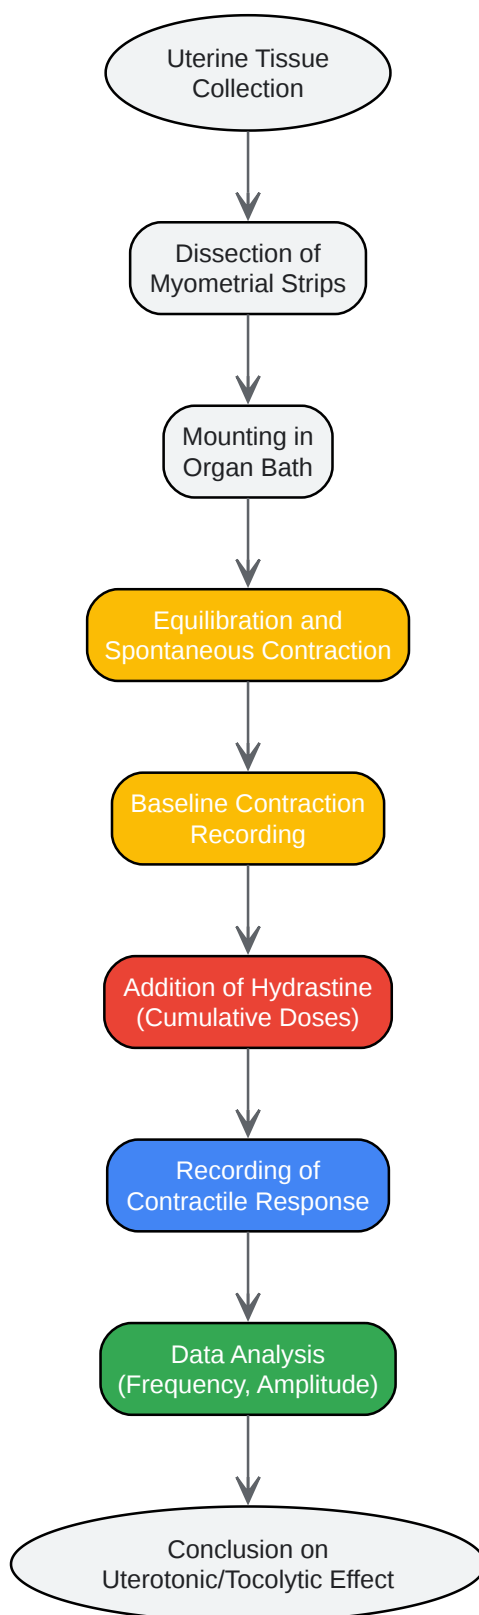 Uterine Tissue
Collection
Dissection of
Myometrial Strips
Mounting in
Organ Bath
Equilibration and
Spontaneous Contraction
Baseline Contraction
Recording
Addition of Hydrastine
(Cumulative Doses)
Recording of
Contractile Response
Data Analysis
(Frequency, Amplitude)
Conclusion on
Uterotonic/Tocolytic Effect